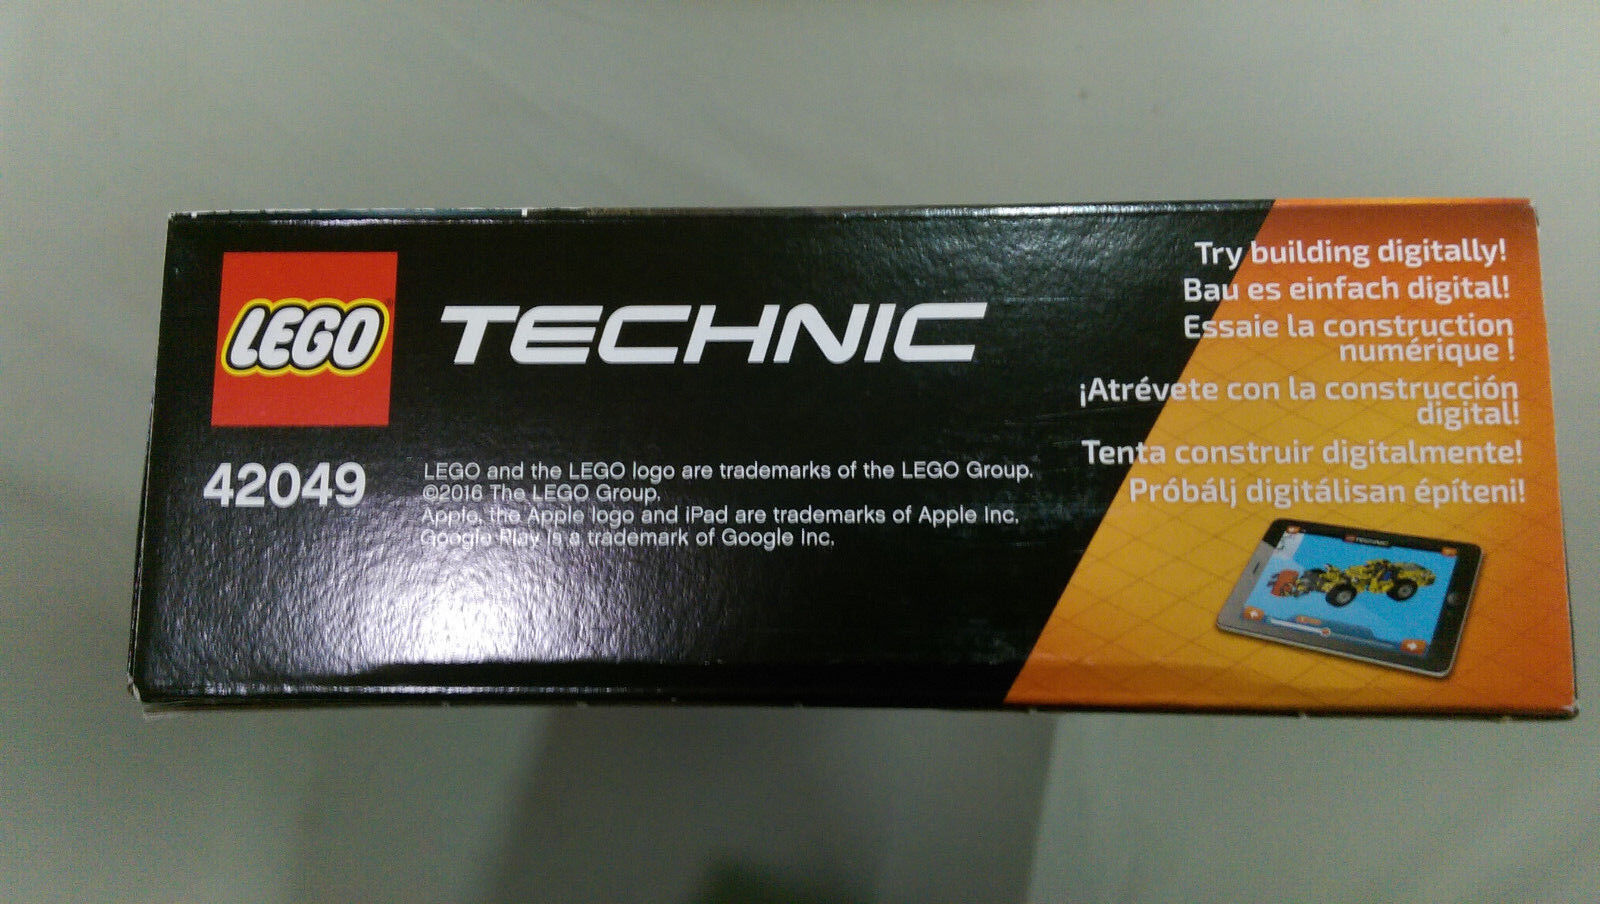 LEGO®
TECHNIC
42049
LEGO and the LEGO logo are trademarks of the LEGO Group.
©2016 The LEGO Group.
Apple, the Apple logo and iPad are trademarks of Apple Inc.
Google Play is a trademark of Google Inc.
Try building digitally!
Bau es einfach digital!
Essaie la construction
numérique !
¡Atrévete con la construcción
digital!
Tenta construir digitalmente!
Próbálj digitálisan építeni!
TECHNIC